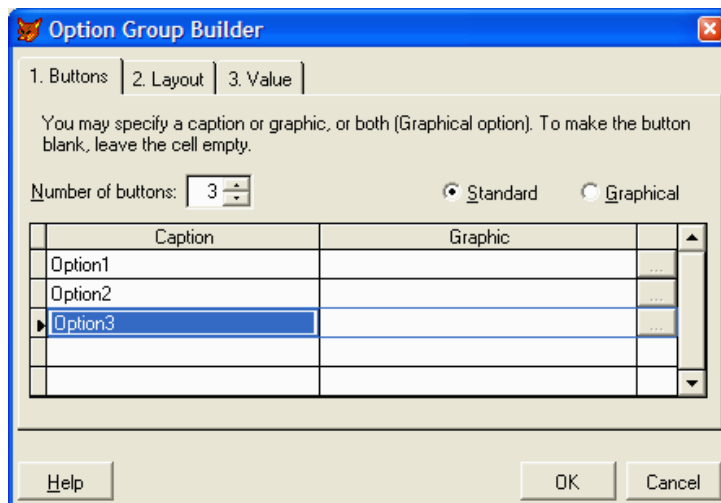 Option Group Builder
1. Buttons
2. Layout
3. Value
You may specify a caption or graphic, or both (Graphical option). To make the button
blank, leave the cell empty.
Number of buttons: 3
Standard
Graphical
Caption
Graphic
Option1
...
Option2
...
Option3
...
Help
OK
Cancel